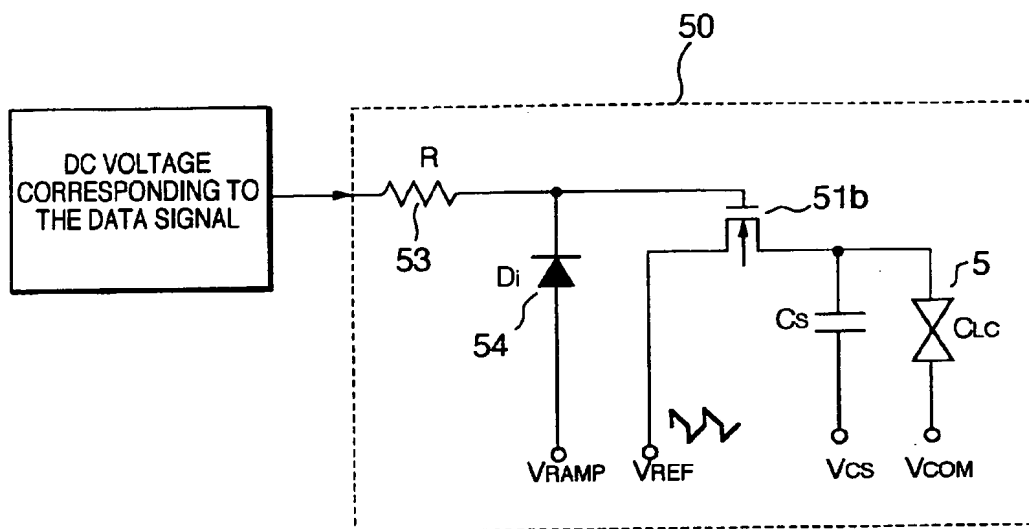 50
DC VOLTAGE
CORRESPONDING TO
THE DATA SIGNAL
R
53
51b
Di
54
5
CS
CLC
VRAMP
VREF
VCS
VCOM